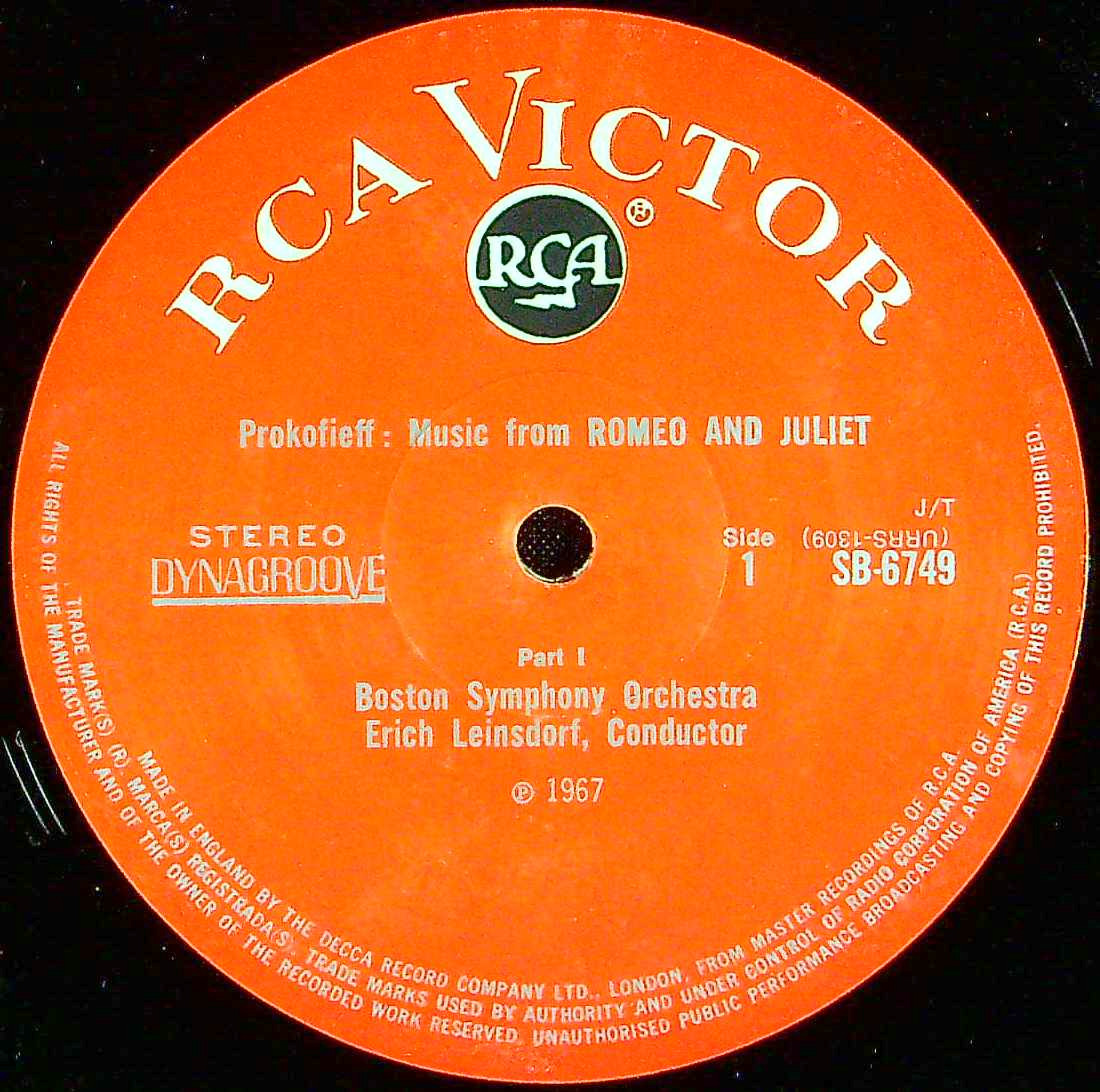 RCA VICTOR
RCA
®
Prokofieff : Music from ROMEO AND JULIET
STEREO
DYNAGROOVE
J/T
Side (URRS-1309)
1 SB-6749
Part I
Boston Symphony Orchestra
Erich Leinsdorf, Conductor
℗ 1967
MADE IN ENGLAND BY THE DECCA RECORD COMPANY LTD., LONDON, FROM MASTER RECORDINGS OF R.C.A.
TRADE MARK(S) (R). MARCA(S) REGISTRADA(S). TRADE MARKS USED BY AUTHORITY AND UNDER CONTROL OF RADIO CORPORATION OF AMERICA (R.C.A.)
ALL RIGHTS OF THE MANUFACTURER AND OF THE OWNER OF THE RECORDED WORK RESERVED. UNAUTHORISED PUBLIC PERFORMANCE BROADCASTING AND COPYING OF THIS RECORD PROHIBITED.